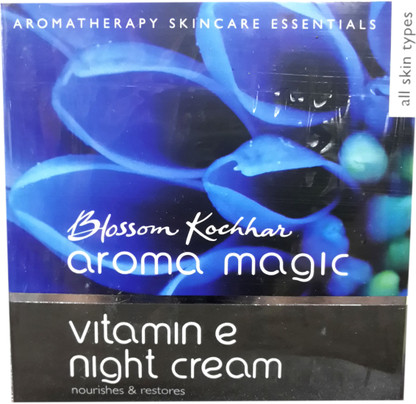 AROMATHERAPY SKINCARE ESSENTIALS
all skin types
Blossom Kochhar
aroma magic
vitamin e
night cream
nourishes & restores